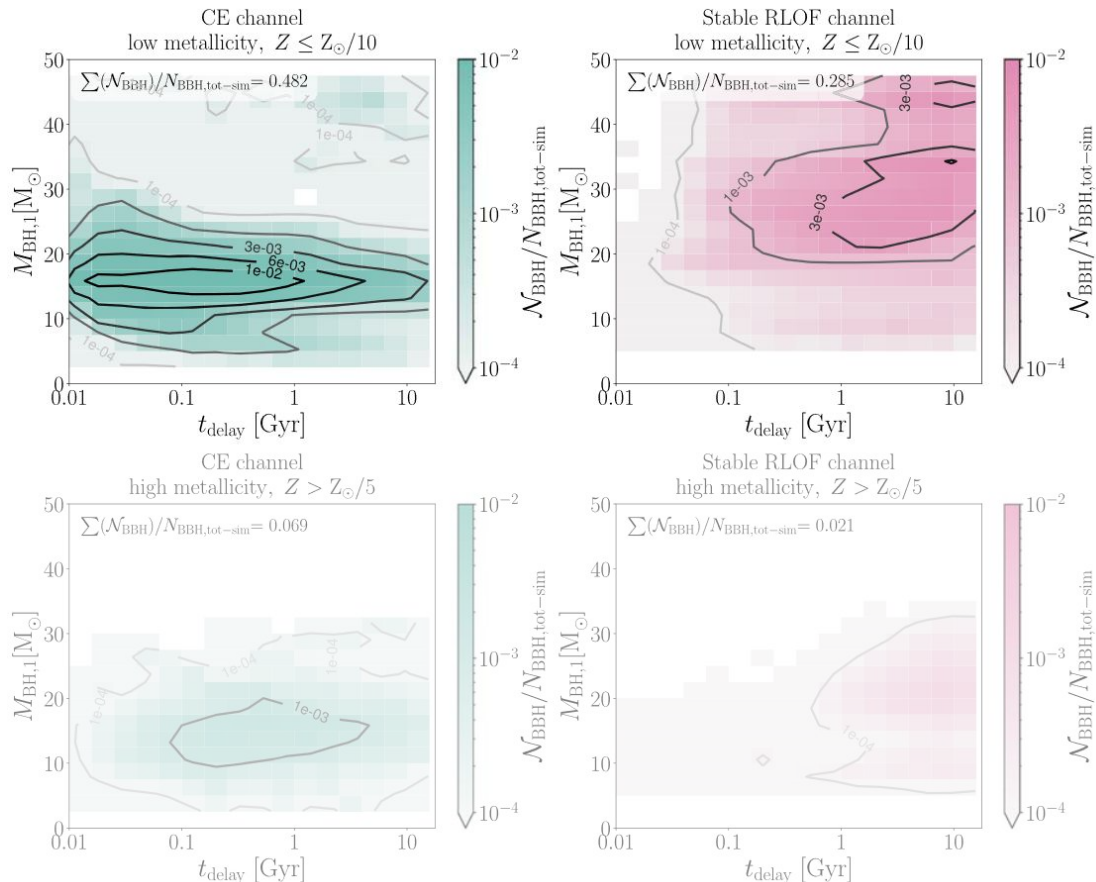 CE channel
low metallicity, Z ≤ Z⊙/10
∑(𝒩BBH)/NBBH,tot−sim= 0.482
1e-04
1e-04
1e-04
1e-04
3e-03
6e-03
1e-02
MBH,1[M⊙]
50
40
30
20
10
0
0.01 0.1 1 10
tdelay [Gyr]
10−2
10−3
10−4
𝒩BBH/NBBH,tot−sim
Stable RLOF channel
low metallicity, Z ≤ Z⊙/10
∑(𝒩BBH)/NBBH,tot−sim= 0.285
3e-03
1e-03
3e-03
1e-04
MBH,1[M⊙]
50
40
30
20
10
0
0.01 0.1 1 10
tdelay [Gyr]
10−2
10−3
10−4
𝒩BBH/NBBH,tot−sim
CE channel
high metallicity, Z > Z⊙/5
∑(𝒩BBH)/NBBH,tot−sim= 0.069
1e-04
1e-04
1e-04
1e-03
MBH,1[M⊙]
50
40
30
20
10
0
0.01 0.1 1 10
tdelay [Gyr]
10−2
10−3
10−4
𝒩BBH/NBBH,tot−sim
Stable RLOF channel
high metallicity, Z > Z⊙/5
∑(𝒩BBH)/NBBH,tot−sim= 0.021
1e-04
MBH,1[M⊙]
50
40
30
20
10
0
0.01 0.1 1 10
tdelay [Gyr]
10−2
10−3
10−4
𝒩BBH/NBBH,tot−sim